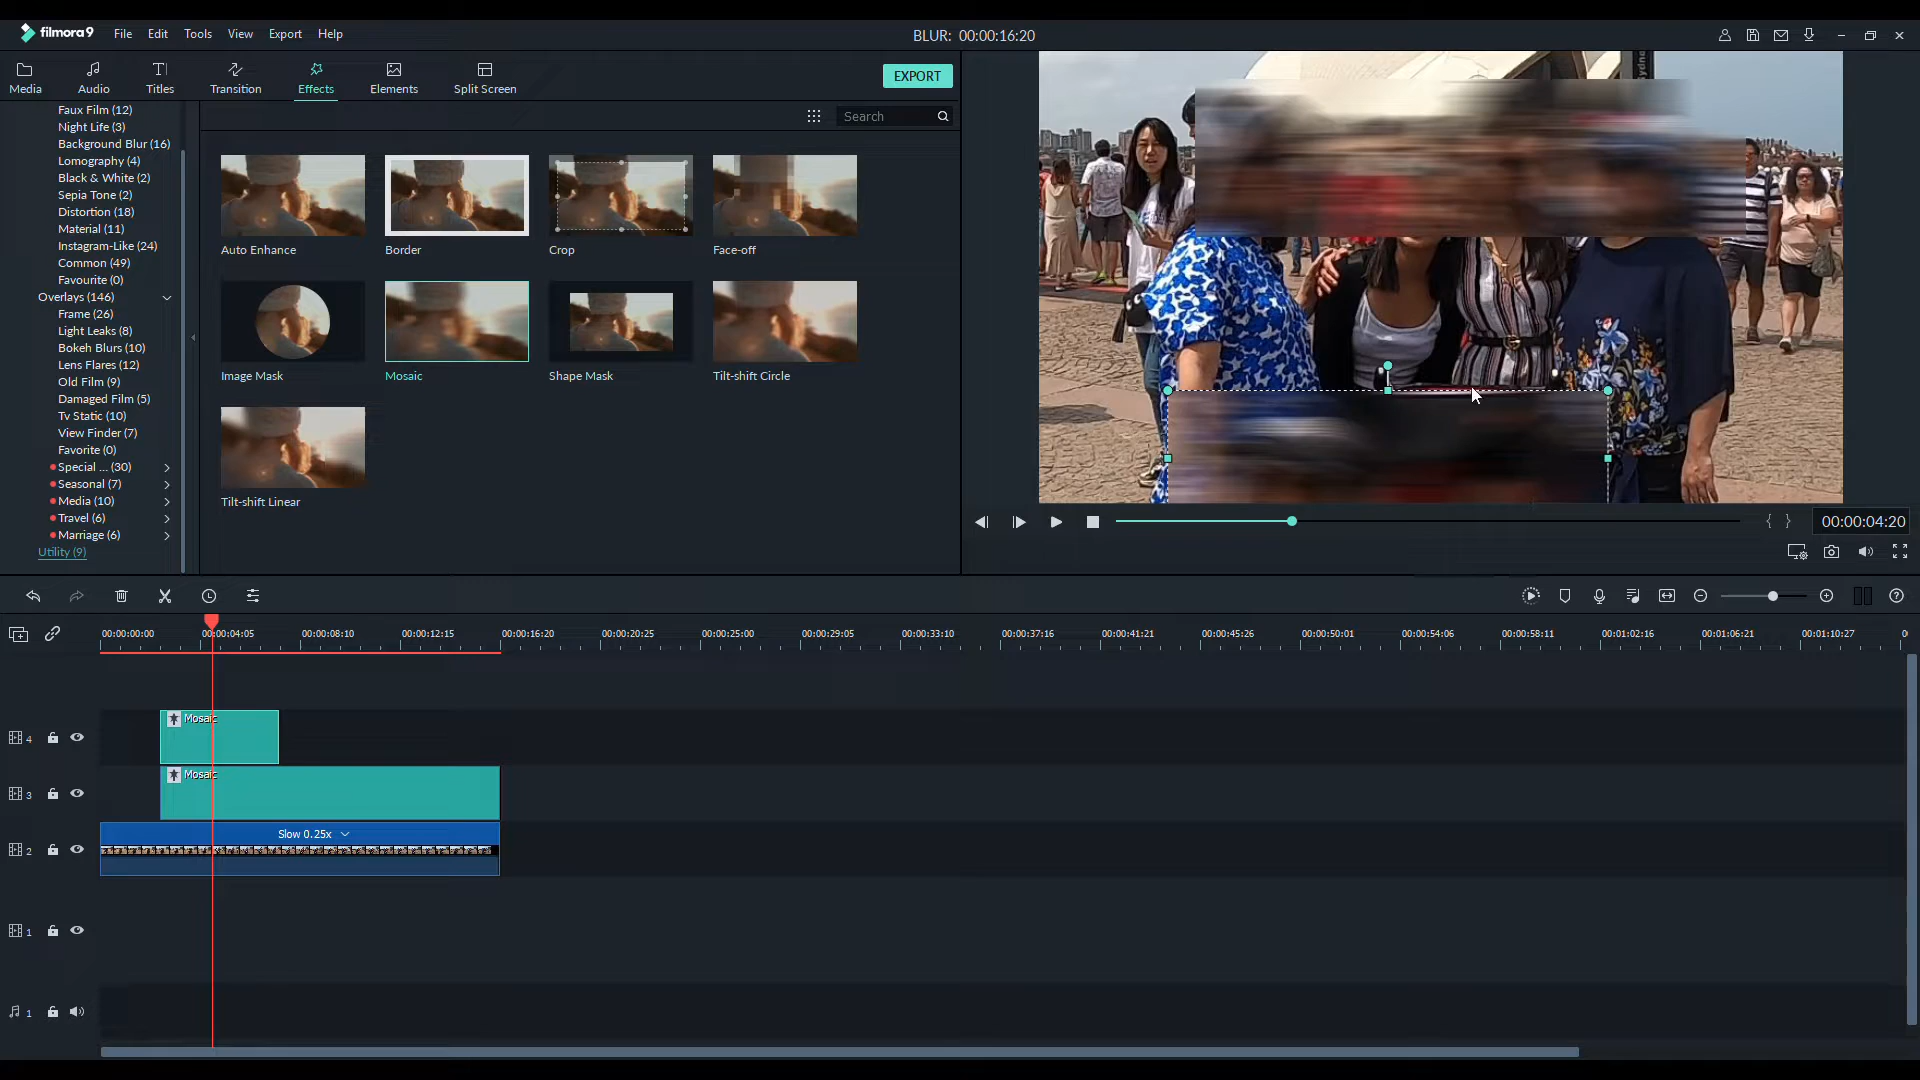 filmora9 File Edit Tools View Export Help BLUR: 00:00:16:20
Media Audio Titles Transition Effects Elements Split Screen EXPORT
Search
Faux Film (12)
Night Life (3)
Background Blur (16)
Lomography (4)
Black & White (2)
Sepia Tone (2)
Distortion (18)
Material (11)
Instagram-Like (24)
Common (49)
Favourite (0)
Overlays (146)
Frame (26)
Light Leaks (8)
Bokeh Blurs (10)
Lens Flares (12)
Old Film (9)
Damaged Film (5)
Tv Static (10)
View Finder (7)
Favorite (0)
Special ... (30)
Seasonal (7)
Media (10)
Travel (6)
Marriage (6)
Utility (9)
Auto Enhance Border Crop Face-off
Image Mask Mosaic Shape Mask Tilt-shift Circle
Tilt-shift Linear
00:00:04:20
00:00:00:00 00:00:04:05 00:00:08:10 00:00:12:15 00:00:16:20 00:00:20:25 00:00:25:00 00:00:29:05 00:00:33:10 00:00:37:16 00:00:41:21 00:00:45:26 00:00:50:01 00:00:54:06 00:00:58:11 00:01:02:16 00:01:06:21 00:01:10:27
4 Mosaic
3 Mosaic
2 Slow 0.25x
1
1